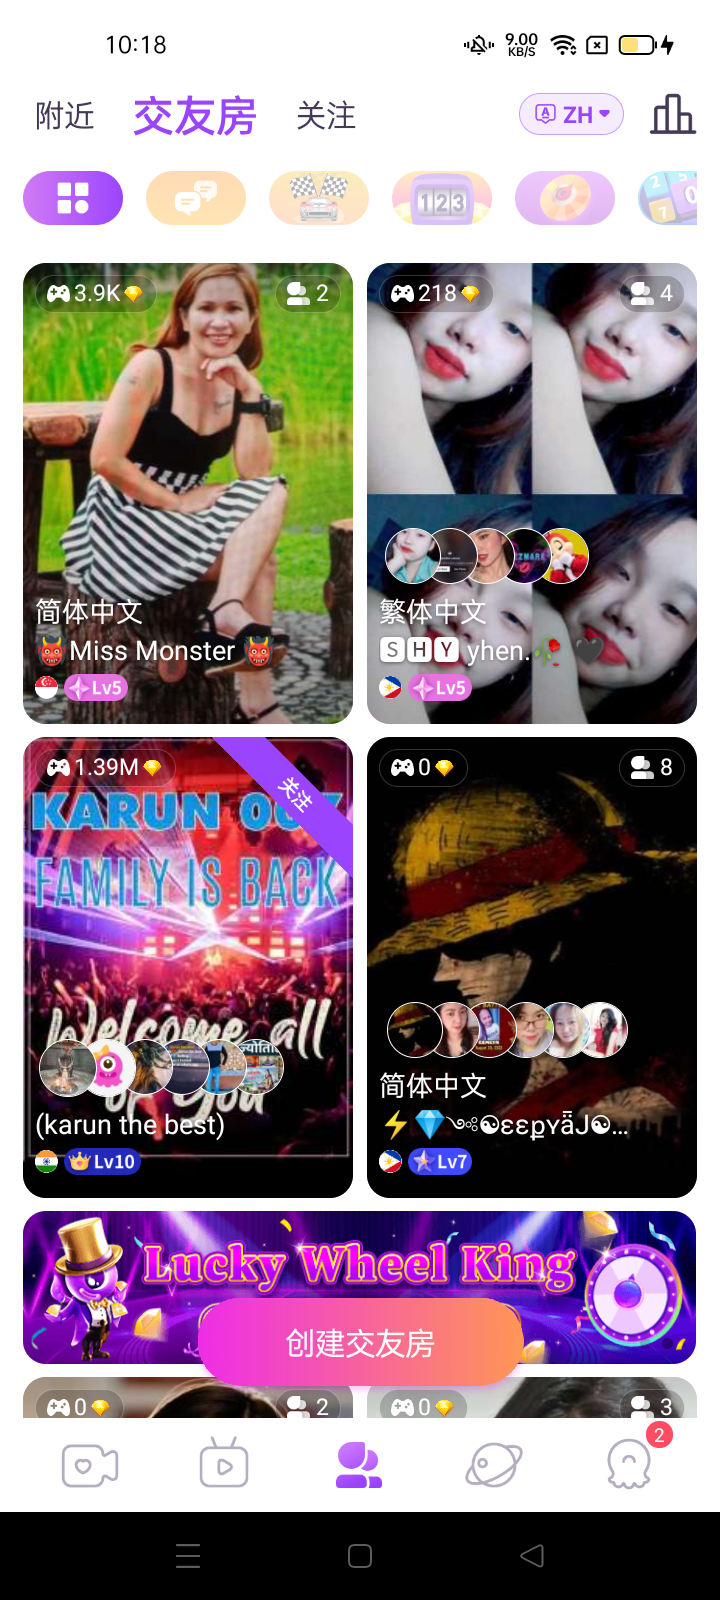 10:18
9.00 KB/S
附近 交友房 关注
ZH
3.9K 2
218 4
简体中文
👹Miss Monster 👹
Lv5
繁体中文
🅂🄷🅈 yhen.🥀 🖤
Lv5
1.39M
关注
KARUN
FAMILY IS BACK
Welcome all
of You
(karun the best)
Lv10
0 8
简体中文
Lv7
Lucky Wheel King
创建交友房
0 2
0 3
2